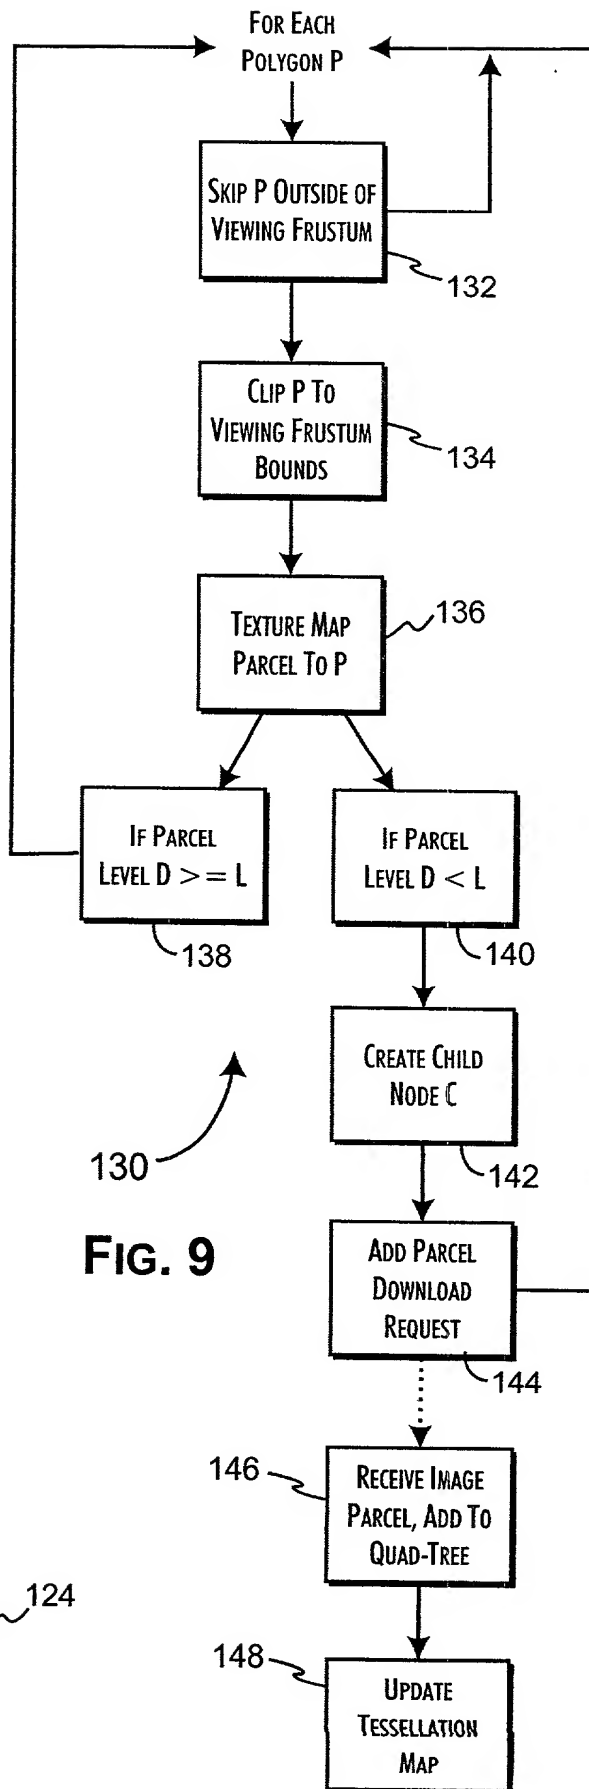 FOR EACH
POLYGON P
SKIP P OUTSIDE OF
VIEWING FRUSTUM
132
CLIP P TO
VIEWING FRUSTUM
BOUNDS
134
TEXTURE MAP
PARCEL TO P
136
IF PARCEL
LEVEL D >= L
138
IF PARCEL
LEVEL D < L
140
CREATE CHILD
NODE C
142
130
FIG. 9
ADD PARCEL
DOWNLOAD
REQUEST
144
146
RECEIVE IMAGE
PARCEL, ADD TO
QUAD-TREE
124
148
UPDATE
TESSELLATION
MAP